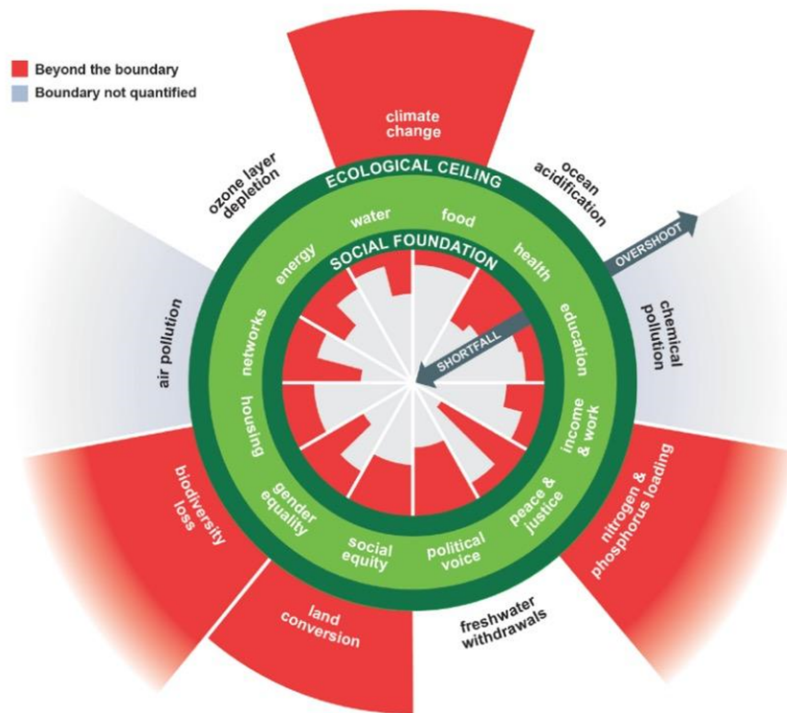 Beyond the boundary
Boundary not quantified
climate
change
ozone layer
depletion
ECOLOGICAL CEILING
ocean
acidification
water
food
energy
SOCIAL FOUNDATION
health
OVERSHOOT
networks
education
SHORTFALL
air pollution
chemical
pollution
housing
income
& work
biodiversity
loss
gender
equality
social
equity
political
voice
peace &
justice
nitrogen &
phosphorus loading
land
conversion
freshwater
withdrawals